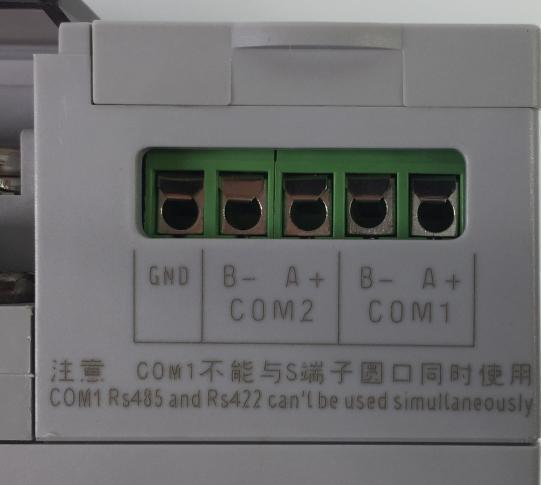 GND B- A+ B- A+
COM2 COM1
注意 COM1不能与S端子圆口同时使用
COM1 Rs485 and Rs422 can't be used simultaneously